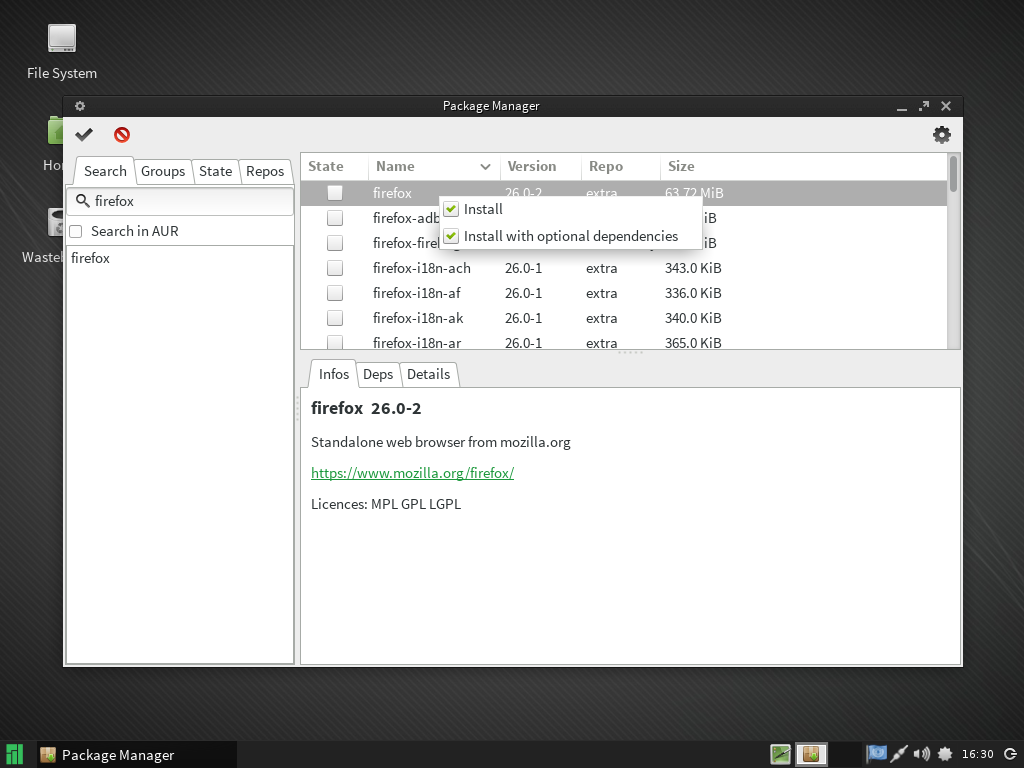 File System
Package Manager
Ho
Search Groups State Repos
State Name Version Repo Size
firefox
firefox 26.0-2 extra 63.72 MiB
Install
firefox-adb iB
Search in AUR
Install with optional dependencies
firefox-fire iB
Waste
firefox
firefox-i18n-ach 26.0-1 extra 343.0 KiB
firefox-i18n-af 26.0-1 extra 336.0 KiB
firefox-i18n-ak 26.0-1 extra 340.0 KiB
firefox-i18n-ar 26.0-1 extra 365.0 KiB
Infos Deps Details
firefox 26.0-2
Standalone web browser from mozilla.org
https://www.mozilla.org/firefox/
Licences: MPL GPL LGPL
Package Manager
16:30